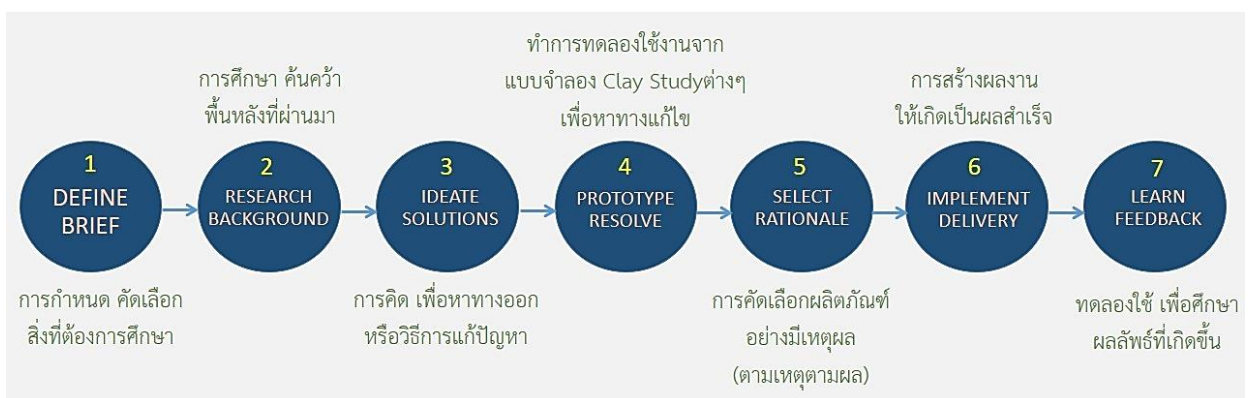 1
DEFINE
BRIEF
การกำหนด คัดเลือก
สิ่งที่ต้องการศึกษา
การศึกษา ค้นคว้า
พื้นหลังที่ผ่านมา
2
RESEARCH
BACKGROUND
3
IDEATE
SOLUTIONS
การคิด เพื่อหาทางออก
หรือวิธีการแก้ปัญหา
ทำการทดลองใช้งานจาก
แบบจำลอง Clay Studyต่างๆ
เพื่อหาทางแก้ไข
4
PROTOTYPE
RESOLVE
5
SELECT
RATIONALE
การคัดเลือกผลิตภัณฑ์
อย่างมีเหตุผล
(ตามเหตุตามผล)
การสร้างผลงาน
ให้เกิดเป็นผลสำเร็จ
6
IMPLEMENT
DELIVERY
7
LEARN
FEEDBACK
ทดลองใช้ เพื่อศึกษา
ผลลัพธ์ที่เกิดขึ้น